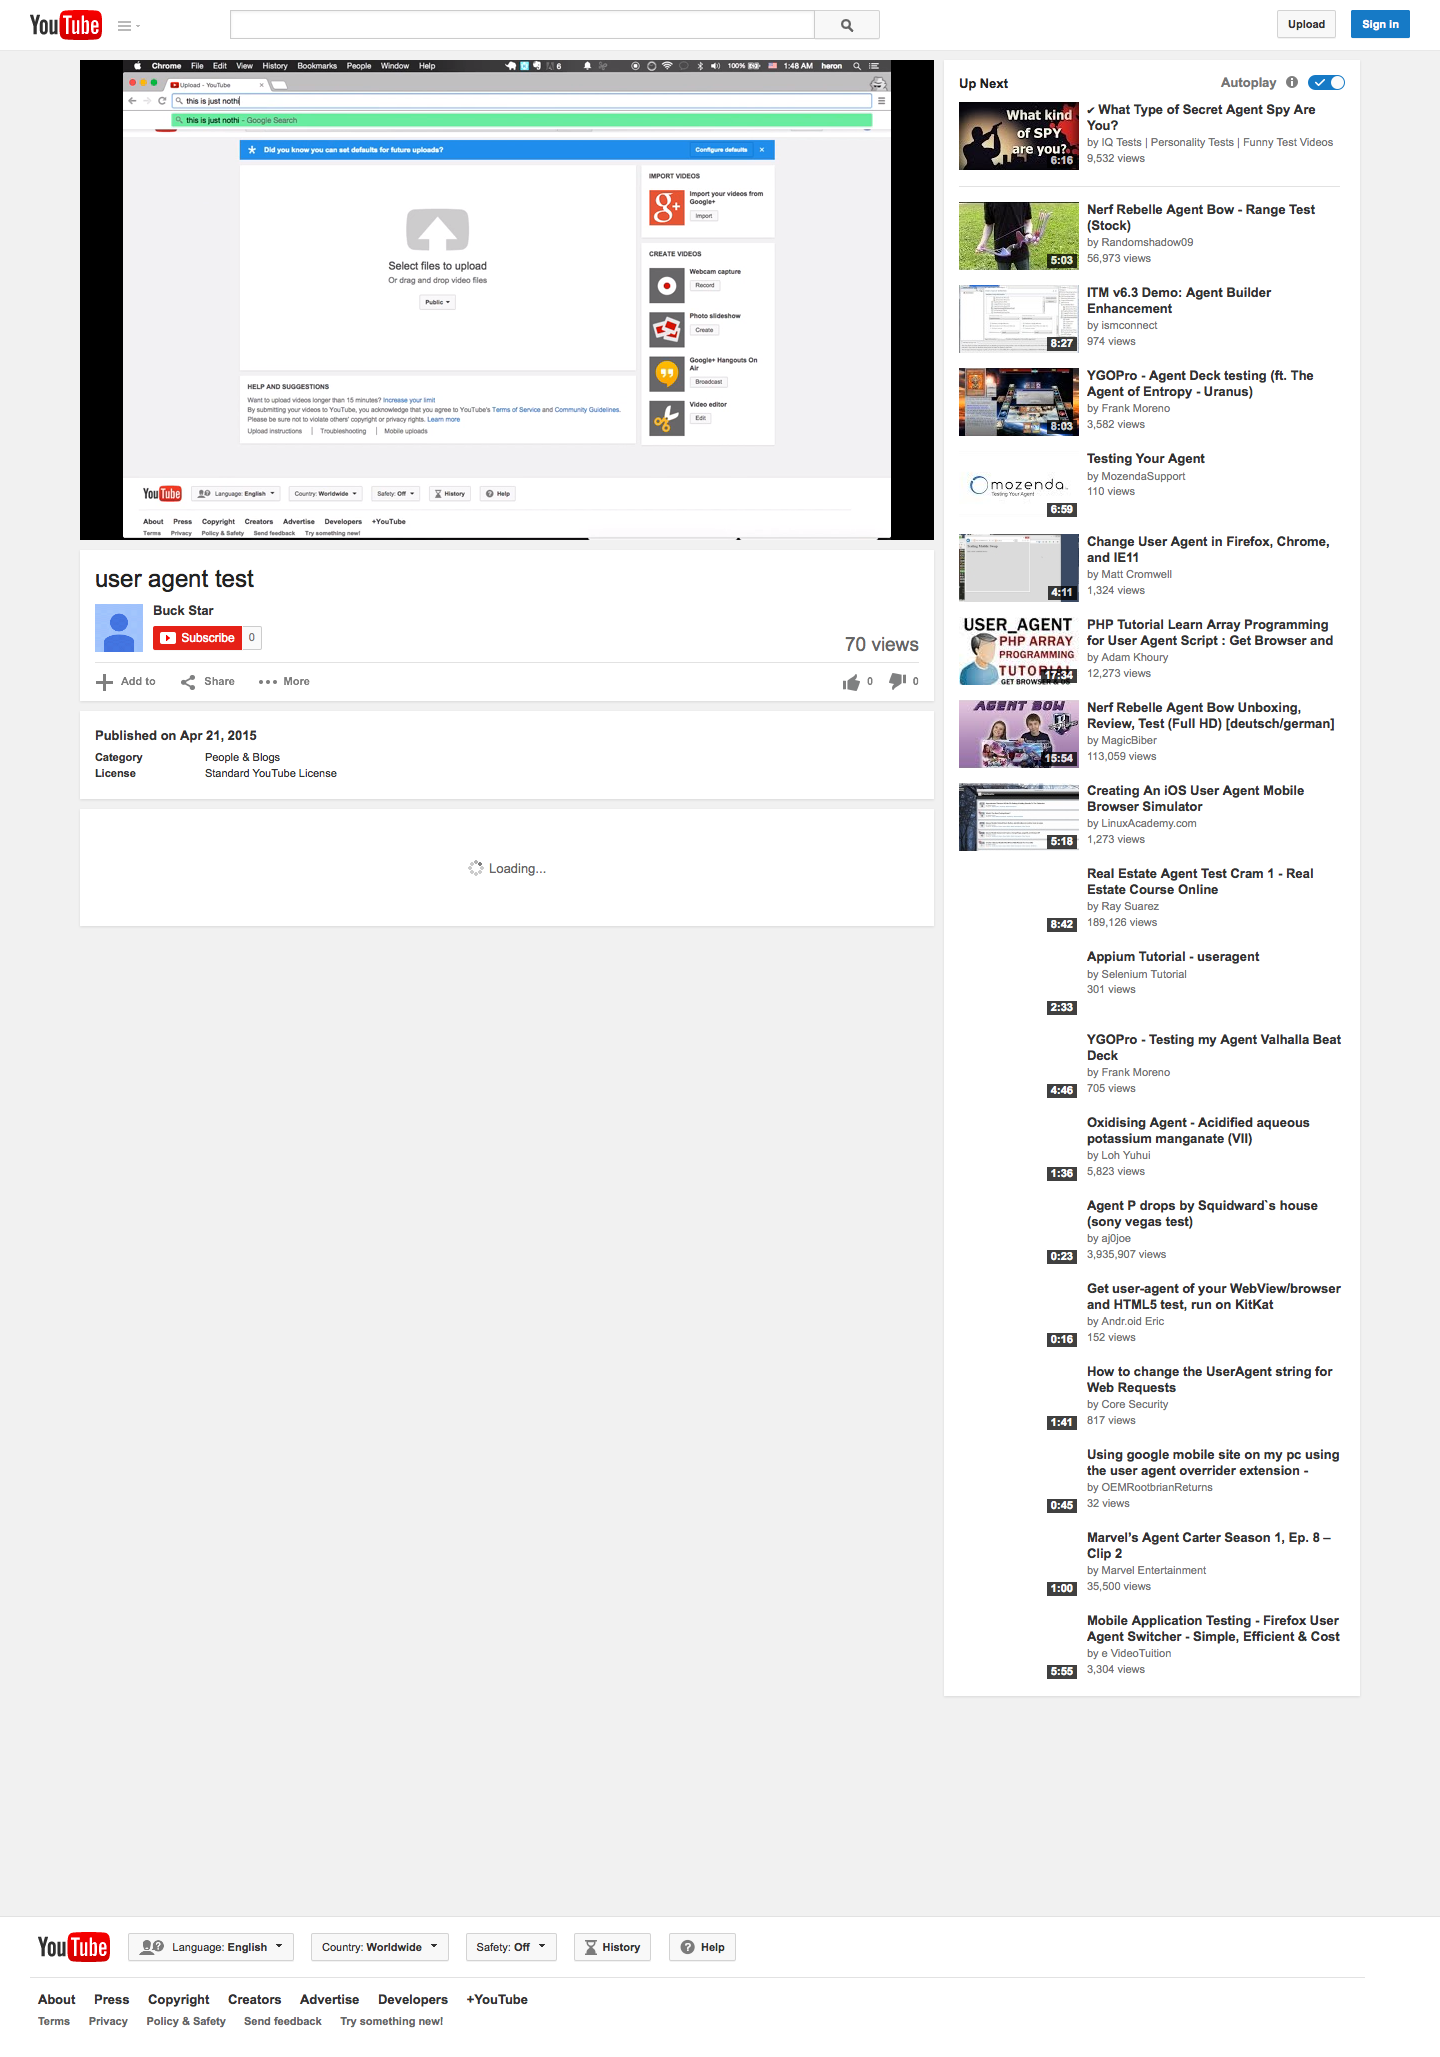 YouTube
Upload
Sign in
Chrome File Edit View History Bookmarks People Window Help
6
100%
1:48 AM heron
Upload - YouTube
this is just nothi
this is just nothi - Google Search
Did you know you can set defaults for future uploads?
Configure defaults
Select files to upload
Or drag and drop video files
Public
IMPORT VIDEOS
Import your videos from
Google+
Import
CREATE VIDEOS
Webcam capture
Record
Photo slideshow
Create
Google+ Hangouts On
Air
Broadcast
Video editor
Edit
HELP AND SUGGESTIONS
Want to upload videos longer than 15 minutes? Increase your limit
By submitting your videos to YouTube, you acknowledge that you agree to YouTube's Terms of Service and Community Guidelines.
Please be sure not to violate others' copyright or privacy rights. Learn more
Upload instructions | Troubleshooting | Mobile uploads
YouTube
Language: English
Country: Worldwide
Safety: Off
History
Help
About Press Copyright Creators Advertise Developers +YouTube
Terms Privacy Policy & Safety Send feedback Try something new!
user agent test
Buck Star
Subscribe 0
70 views
Add to
Share
More
0
0
Published on Apr 21, 2015
Category People & Blogs
License Standard YouTube License
Loading...
Up Next
Autoplay
What kind
of SPY
are you?
6:16
✔ What Type of Secret Agent Spy Are
You?
by IQ Tests | Personality Tests | Funny Test Videos
9,532 views
5:03
Nerf Rebelle Agent Bow - Range Test
(Stock)
by Randomshadow09
56,973 views
8:27
ITM v6.3 Demo: Agent Builder
Enhancement
by ismconnect
974 views
8:03
YGOPro - Agent Deck testing (ft. The
Agent of Entropy - Uranus)
by Frank Moreno
3,582 views
mozenda
Testing Your Agent
6:59
Testing Your Agent
by MozendaSupport
110 views
4:11
Change User Agent in Firefox, Chrome,
and IE11
by Matt Cromwell
1,324 views
USER_AGENT
PHP ARRAY
PROGRAMMING
TUTORIAL
GET BROWSER & OS
17:34
PHP Tutorial Learn Array Programming
for User Agent Script : Get Browser and
by Adam Khoury
12,273 views
AGENT BOW
15:54
Nerf Rebelle Agent Bow Unboxing,
Review, Test (Full HD) [deutsch/german]
by MagicBiber
113,059 views
5:18
Creating An iOS User Agent Mobile
Browser Simulator
by LinuxAcademy.com
1,273 views
8:42
Real Estate Agent Test Cram 1 - Real
Estate Course Online
by Ray Suarez
189,126 views
2:33
Appium Tutorial - useragent
by Selenium Tutorial
301 views
4:46
YGOPro - Testing my Agent Valhalla Beat
Deck
by Frank Moreno
705 views
1:36
Oxidising Agent - Acidified aqueous
potassium manganate (VII)
by Loh Yuhui
5,823 views
0:23
Agent P drops by Squidward`s house
(sony vegas test)
by aj0joe
3,935,907 views
0:16
Get user-agent of your WebView/browser
and HTML5 test, run on KitKat
by Andr.oid Eric
152 views
1:41
How to change the UserAgent string for
Web Requests
by Core Security
817 views
0:45
Using google mobile site on my pc using
the user agent overrider extension -
by OEMRootbrianReturns
32 views
1:00
Marvel’s Agent Carter Season 1, Ep. 8 –
Clip 2
by Marvel Entertainment
35,500 views
5:55
Mobile Application Testing - Firefox User
Agent Switcher - Simple, Efficient & Cost
by e VideoTuition
3,304 views
YouTube
Language: English
Country: Worldwide
Safety: Off
History
Help
About Press Copyright Creators Advertise Developers +YouTube
Terms Privacy Policy & Safety Send feedback Try something new!